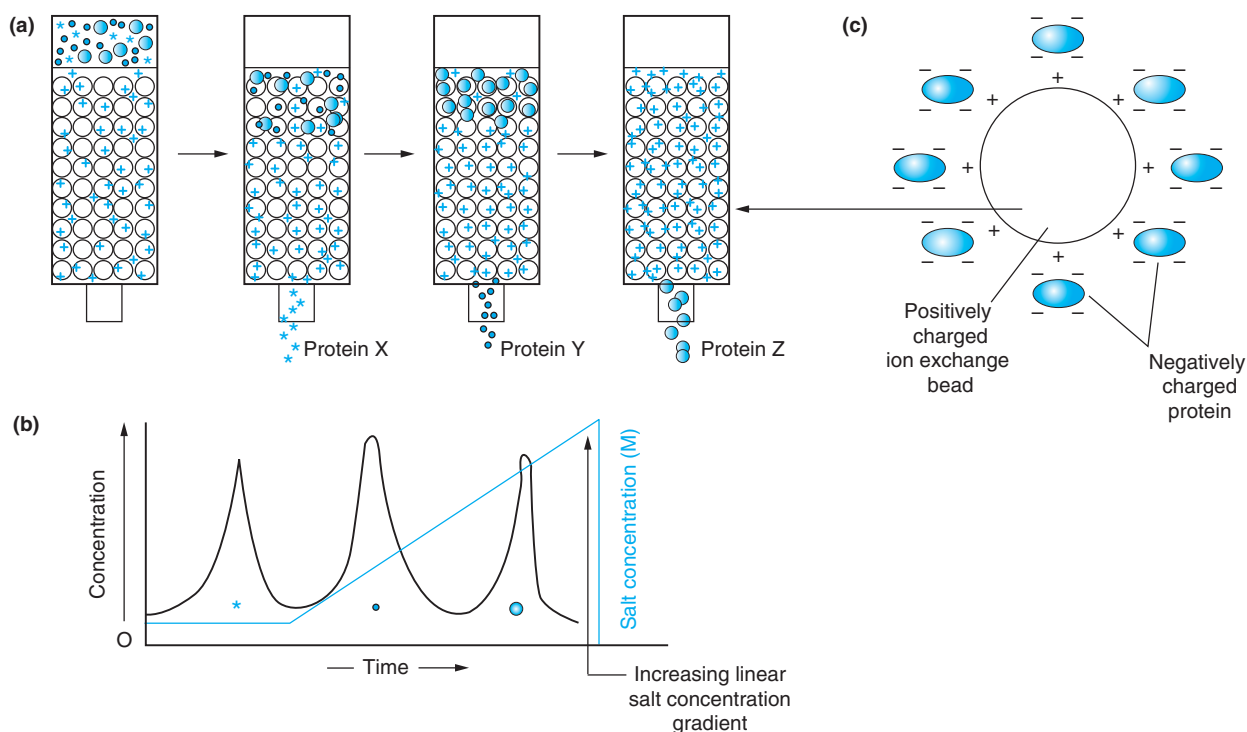 (a)
(c)
Protein X
Protein Y
Protein Z
Positively
charged
ion exchange
bead
Negatively
charged
protein
(b)
Concentration
O
Time
Salt concentration (M)
Increasing linear
salt concentration
gradient